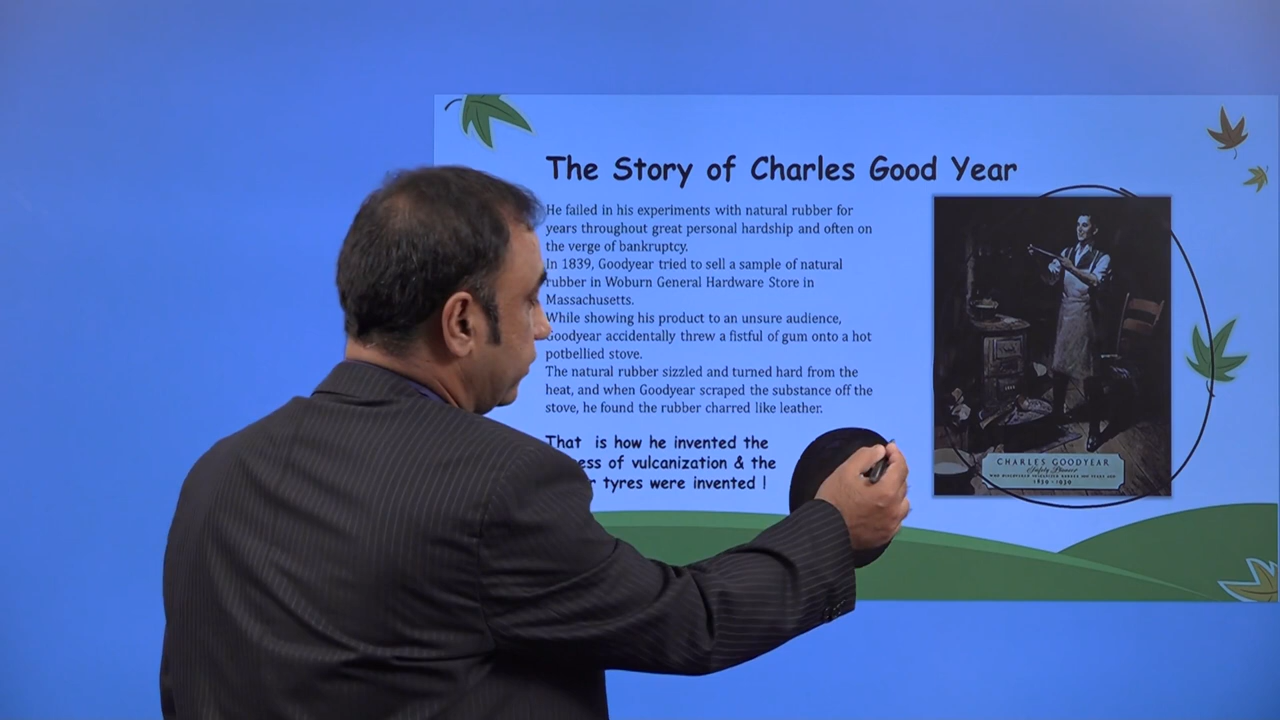 The Story of Charles Good Year
He failed in his experiments with natural rubber for
years throughout great personal hardship and often on
the verge of bankruptcy.
In 1839, Goodyear tried to sell a sample of natural
rubber in Woburn General Hardware Store in
Massachusetts.
While showing his product to an unsure audience,
Goodyear accidentally threw a fistful of gum onto a hot
potbellied stove.
The natural rubber sizzled and turned hard from the
heat, and when Goodyear scraped the substance off the
stove, he found the rubber charred like leather.
That is how he invented the
ess of vulcanization & the
r tyres were invented !
CHARLES GOODYEAR